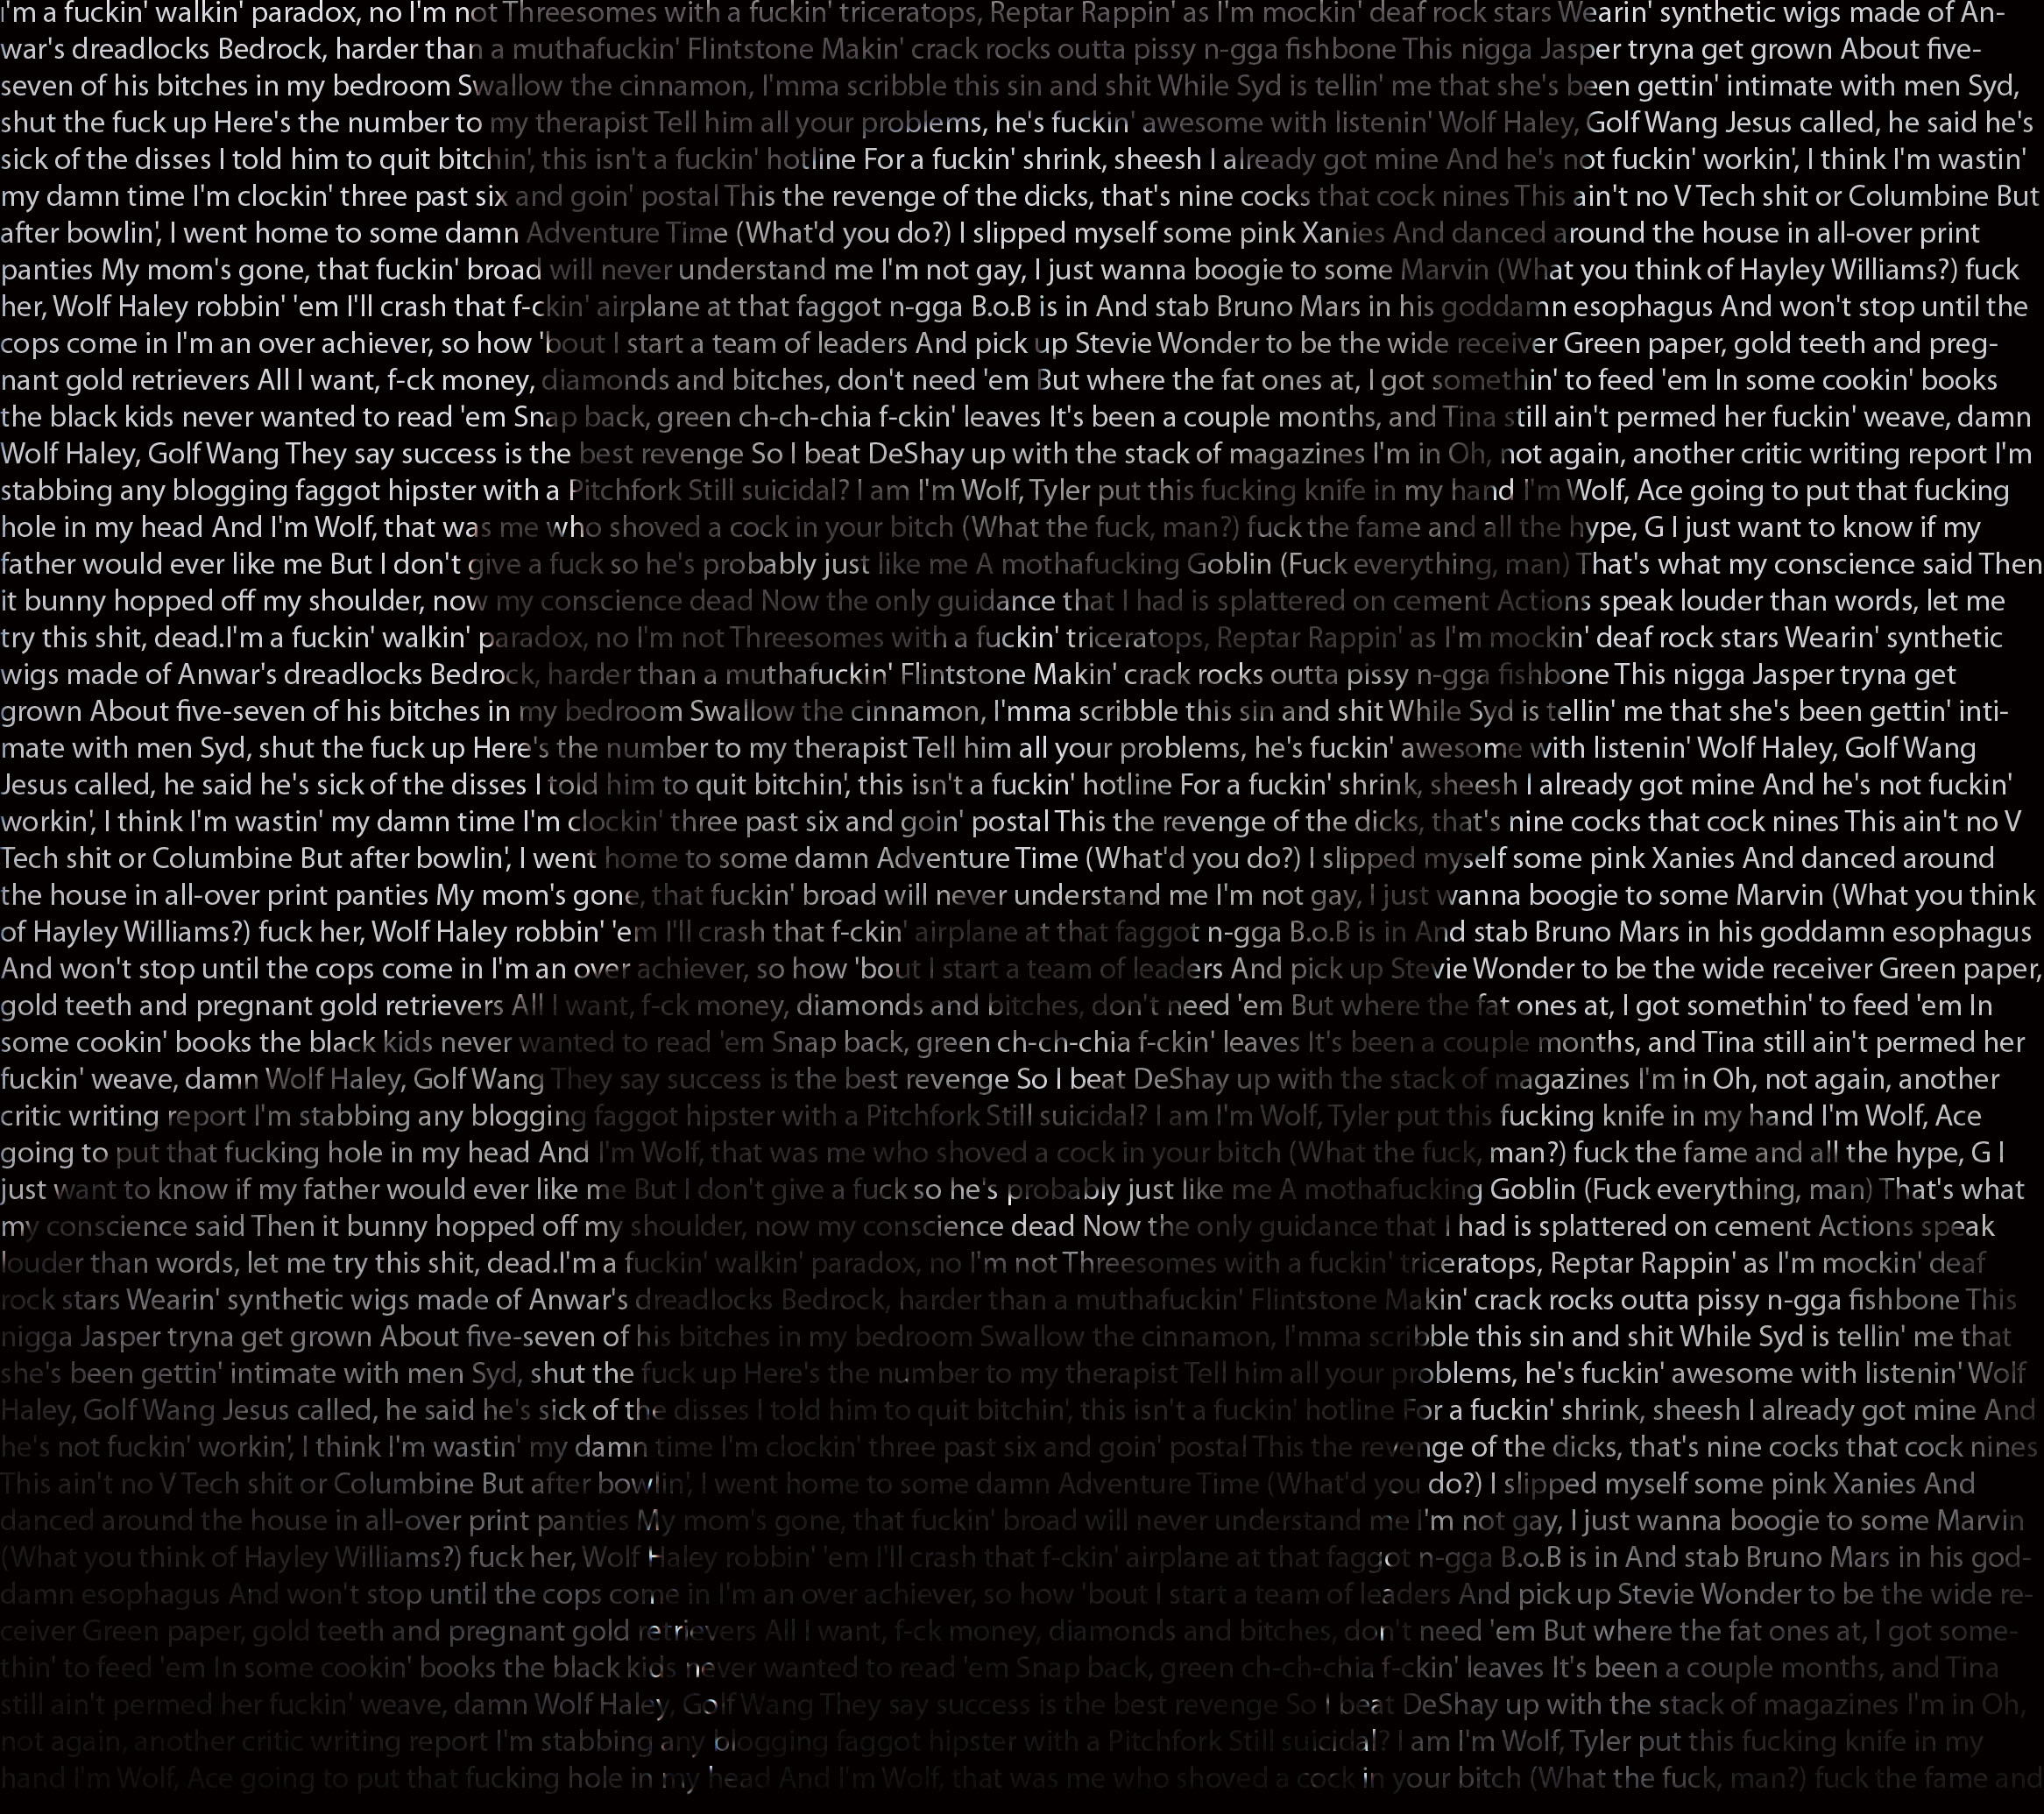 i'm a fuckin' walkin' paradox, no I'm not Threesomes with a fuckin' triceratops, Reptar Rappin' as I'm mockin' deaf rock stars Wearin' synthetic wigs made of An-
war's dreadlocks Bedrock, harder than a muthafuckin' Flintstone Makin' crack rocks outta pissy n-gga fishbone This nigga Jasper tryna get grown About five-
seven of his bitches in my bedroom Swallow the cinnamon, I'mma scribble this sin and shit While Syd is tellin' me that she's been gettin' intimate with men Syd,
shut the fuck up Here's the number to my therapist Tell him all your problems, he's fuckin' awesome with listenin' Wolf Haley, Golf Wang Jesus called, he said he's
sick of the disses I told him to quit bitchin', this isn't a fuckin' hotline For a fuckin' shrink, sheesh I already got mine And he's not fuckin' workin', I think I'm wastin'
my damn time I'm clockin' three past six and goin' postal This the revenge of the dicks, that's nine cocks that cock nines This ain't no V Tech shit or Columbine But
after bowlin', I went home to some damn Adventure Time (What'd you do?) I slipped myself some pink Xanies And danced around the house in all-over print
panties My mom's gone, that fuckin' broad will never understand me I'm not gay, I just wanna boogie to some Marvin (What you think of Hayley Williams?) fuck
her, Wolf Haley robbin' 'em I'll crash that f-ckin' airplane at that faggot n-gga B.o.B is in And stab Bruno Mars in his goddamn esophagus And won't stop until the
cops come in I'm an over achiever, so how 'bout I start a team of leaders And pick up Stevie Wonder to be the wide receiver Green paper, gold teeth and preg-
nant gold retrievers All I want, f-ck money, diamonds and bitches, don't need 'em But where the fat ones at, I got somethin' to feed 'em In some cookin' books
the black kids never wanted to read 'em Snap back, green ch-ch-chia f-ckin' leaves It's been a couple months, and Tina still ain't permed her fuckin' weave, damn
Wolf Haley, Golf Wang They say success is the best revenge So I beat DeShay up with the stack of magazines I'm in Oh, not again, another critic writing report I'm
stabbing any blogging faggot hipster with a Pitchfork Still suicidal? I am I'm Wolf, Tyler put this fucking knife in my hand I'm Wolf, Ace going to put that fucking
hole in my head And I'm Wolf, that was me who shoved a cock in your bitch (What the fuck, man?) fuck the fame and all the hype, G I just want to know if my
father would ever like me But I don't give a fuck so he's probably just like me A mothafucking Goblin (Fuck everything, man) That's what my conscience said Then
it bunny hopped off my shoulder, now my conscience dead Now the only guidance that I had is splattered on cement Actions speak louder than words, let me
try this shit, dead.I'm a fuckin' walkin' paradox, no I'm not Threesomes with a fuckin' triceratops, Reptar Rappin' as I'm mockin' deaf rock stars Wearin' synthetic
wigs made of Anwar's dreadlocks Bedrock, harder than a muthafuckin' Flintstone Makin' crack rocks outta pissy n-gga fishbone This nigga Jasper tryna get
grown About five-seven of his bitches in my bedroom Swallow the cinnamon, I'mma scribble this sin and shit While Syd is tellin' me that she's been gettin' inti-
mate with men Syd, shut the fuck up Here's the number to my therapist Tell him all your problems, he's fuckin' awesome with listenin' Wolf Haley, Golf Wang
Jesus called, he said he's sick of the disses I told him to quit bitchin', this isn't a fuckin' hotline For a fuckin' shrink, sheesh I already got mine And he's not fuckin'
workin', I think I'm wastin' my damn time I'm clockin' three past six and goin' postal This the revenge of the dicks, that's nine cocks that cock nines This ain't no V
Tech shit or Columbine But after bowlin', I went home to some damn Adventure Time (What'd you do?) I slipped myself some pink Xanies And danced around
the house in all-over print panties My mom's gone, that fuckin' broad will never understand me I'm not gay, I just wanna boogie to some Marvin (What you think
of Hayley Williams?) fuck her, Wolf Haley robbin' 'em I'll crash that f-ckin' airplane at that faggot n-gga B.o.B is in And stab Bruno Mars in his goddamn esophagus
And won't stop until the cops come in I'm an over achiever, so how 'bout I start a team of leaders And pick up Stevie Wonder to be the wide receiver Green paper,
gold teeth and pregnant gold retrievers All I want, f-ck money, diamonds and bitches, don't need 'em But where the fat ones at, I got somethin' to feed 'em In
some cookin' books the black kids never wanted to read 'em Snap back, green ch-ch-chia f-ckin' leaves It's been a couple months, and Tina still ain't permed her
fuckin' weave, damn Wolf Haley, Golf Wang They say success is the best revenge So I beat DeShay up with the stack of magazines I'm in Oh, not again, another
critic writing report I'm stabbing any blogging faggot hipster with a Pitchfork Still suicidal? I am I'm Wolf, Tyler put this fucking knife in my hand I'm Wolf, Ace
going to put that fucking hole in my head And I'm Wolf, that was me who shoved a cock in your bitch (What the fuck, man?) fuck the fame and all the hype, G I
just want to know if my father would ever like me But I don't give a fuck so he's probably just like me A mothafucking Goblin (Fuck everything, man) That's what
my conscience said Then it bunny hopped off my shoulder, now my conscience dead Now the only guidance that I had is splattered on cement Actions speak
louder than words, let me try this shit, dead.I'm a fuckin' walkin' paradox, no I'm not Threesomes with a fuckin' triceratops, Reptar Rappin' as I'm mockin' deaf
rock stars Wearin' synthetic wigs made of Anwar's dreadlocks Bedrock, harder than a muthafuckin' Flintstone Makin' crack rocks outta pissy n-gga fishbone This
nigga Jasper tryna get grown About five-seven of his bitches in my bedroom Swallow the cinnamon, I'mma scribble this sin and shit While Syd is tellin' me that
she's been gettin' intimate with men Syd, shut the fuck up Here's the number to my therapist Tell him all your problems, he's fuckin' awesome with listenin' Wolf
Haley, Golf Wang Jesus called, he said he's sick of the disses I told him to quit bitchin', this isn't a fuckin' hotline For a fuckin' shrink, sheesh I already got mine And
he's not fuckin' workin', I think I'm wastin' my damn time I'm clockin' three past six and goin' postal This the revenge of the dicks, that's nine cocks that cock nines
This ain't no V Tech shit or Columbine But after bowlin', I went home to some damn Adventure Time (What'd you do?) I slipped myself some pink Xanies And
danced around the house in all-over print panties My mom's gone, that fuckin' broad will never understand me I'm not gay, I just wanna boogie to some Marvin
(What you think of Hayley Williams?) fuck her, Wolf Haley robbin' 'em I'll crash that f-ckin' airplane at that faggot n-gga B.o.B is in And stab Bruno Mars in his god-
damn esophagus And won't stop until the cops come in I'm an over achiever, so how 'bout I start a team of leaders And pick up Stevie Wonder to be the wide re-
ceiver Green paper, gold teeth and pregnant gold retrievers All I want, f-ck money, diamonds and bitches, don't need 'em But where the fat ones at, I got some-
thin' to feed 'em In some cookin' books the black kids never wanted to read 'em Snap back, green ch-ch-chia f-ckin' leaves It's been a couple months, and Tina
still ain't permed her fuckin' weave, damn Wolf Haley, Golf Wang They say success is the best revenge So I beat DeShay up with the stack of magazines I'm in Oh,
not again, another critic writing report I'm stabbing any blogging faggot hipster with a Pitchfork Still suicidal? I am I'm Wolf, Tyler put this fucking knife in my
hand I'm Wolf, Ace going to put that fucking hole in my head And I'm Wolf, that was me who shoved a cock in your bitch (What the fuck, man?) fuck the fame and